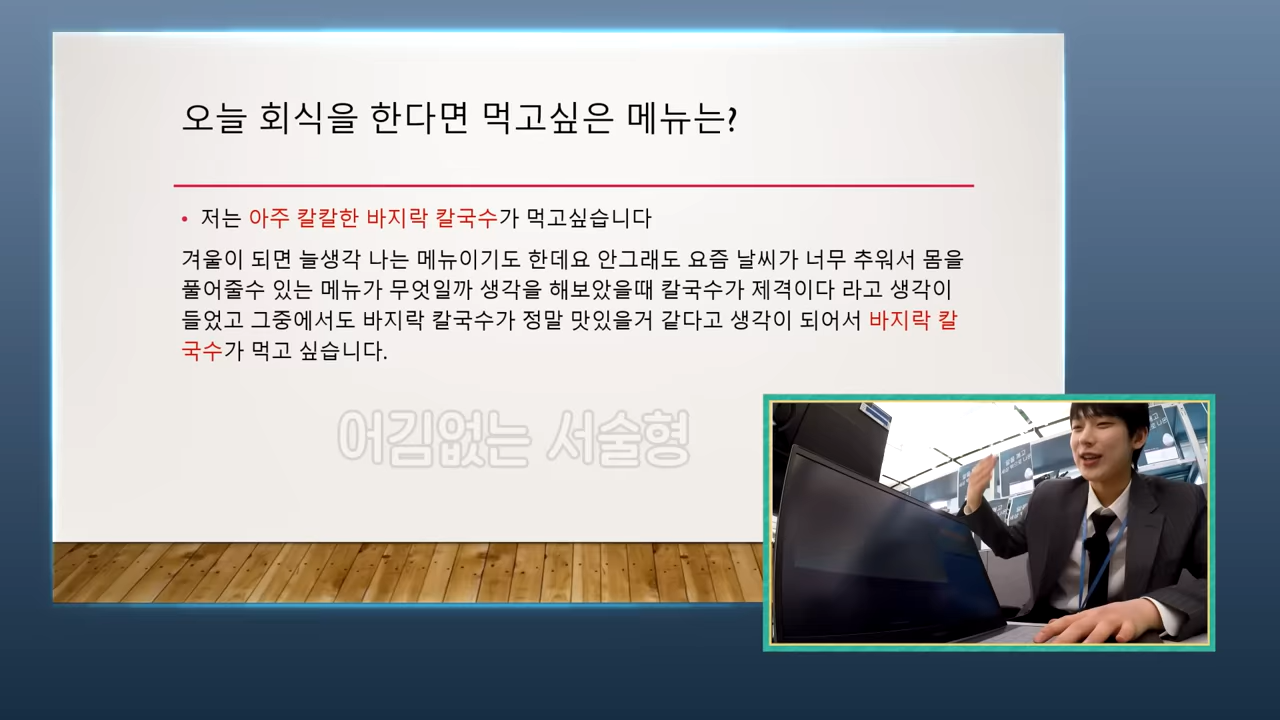 오늘 회식을 한다면 먹고싶은 메뉴는?
• 저는 아주 칼칼한 바지락 칼국수가 먹고싶습니다
겨울이 되면 늘생각 나는 메뉴이기도 한데요 안그래도 요즘 날씨가 너무 추워서 몸을
풀어줄수 있는 메뉴가 무엇일까 생각을 해보았을때 칼국수가 제격이다 라고 생각이
들었고 그중에서도 바지락 칼국수가 정말 맛있을거 같다고 생각이 되어서 바지락 칼
국수가 먹고 싶습니다.
어김없는 서술형